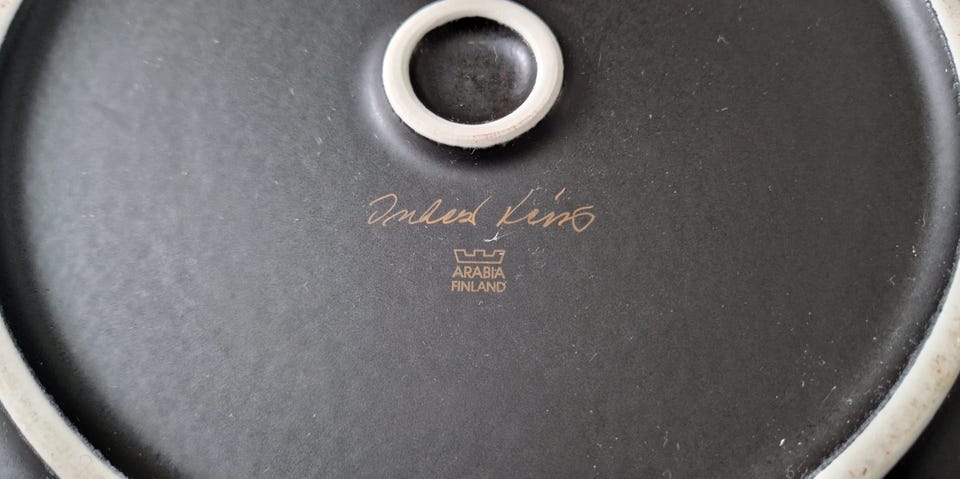 Inkeri Leivo
ARABIA
FINLAND